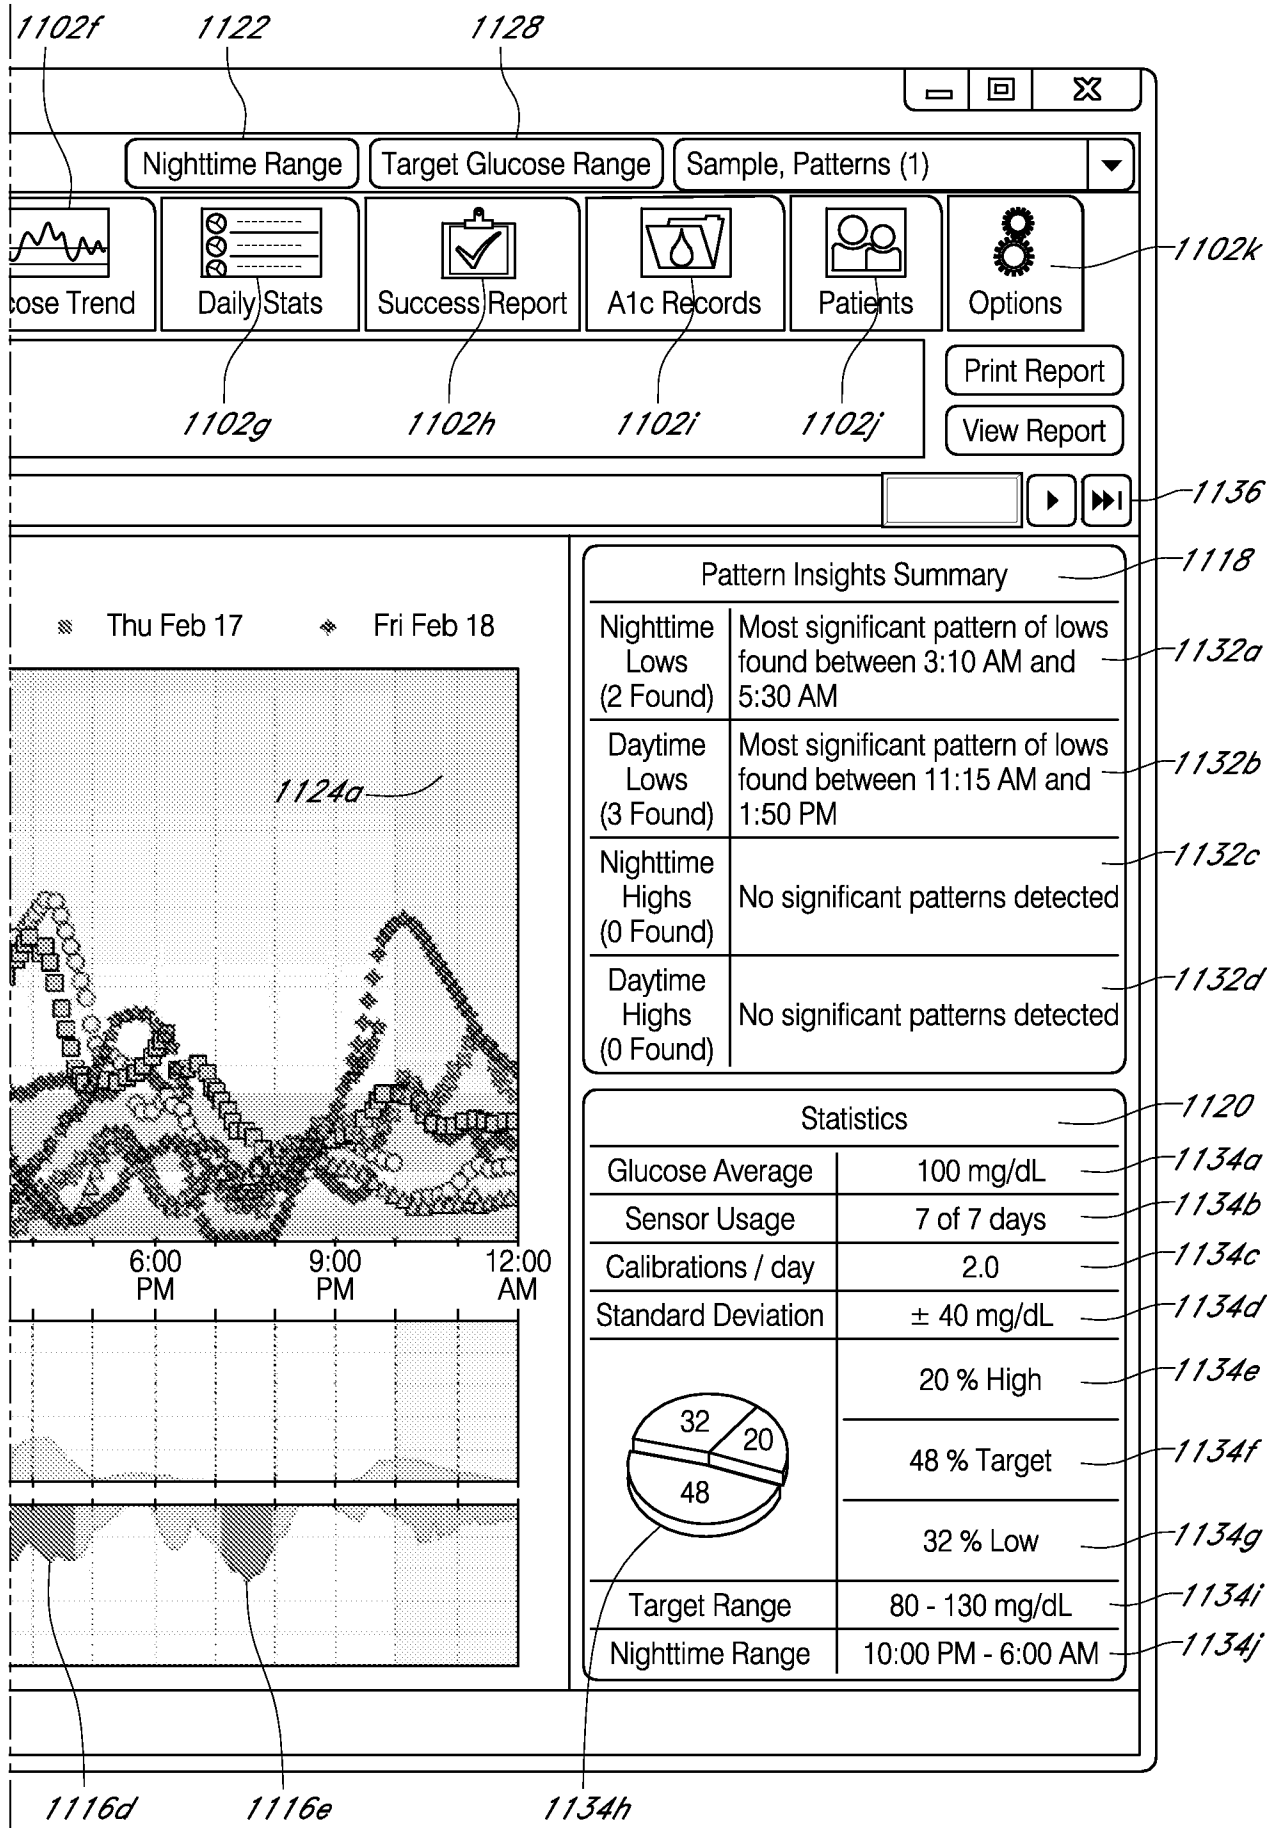 1102f 1122 1128
Nighttime Range Target Glucose Range Sample, Patterns (1)
cose Trend Daily Stats Success Report A1c Records Patients Options
1102k
Print Report
1102g 1102h 1102i 1102j
View Report
1136
Pattern Insights Summary
1118
Thu Feb 17 Fri Feb 18
Nighttime
Lows
(2 Found)
Most significant pattern of lows
found between 3:10 AM and
5:30 AM
1132a
Daytime
Lows
(3 Found)
Most significant pattern of lows
found between 11:15 AM and
1:50 PM
1132b
1124a
Nighttime
Highs
(0 Found)
No significant patterns detected
1132c
Daytime
Highs
(0 Found)
No significant patterns detected
1132d
Statistics
1120
Glucose Average 100 mg/dL 1134a
Sensor Usage 7 of 7 days 1134b
Calibrations / day 2.0 1134c
Standard Deviation ± 40 mg/dL 1134d
6:00
PM
9:00
PM
12:00
AM
20 % High 1134e
32 20
48 % Target 1134f
48
32 % Low 1134g
Target Range 80 - 130 mg/dL 1134i
Nighttime Range 10:00 PM - 6:00 AM 1134j
1116d 1116e 1134h